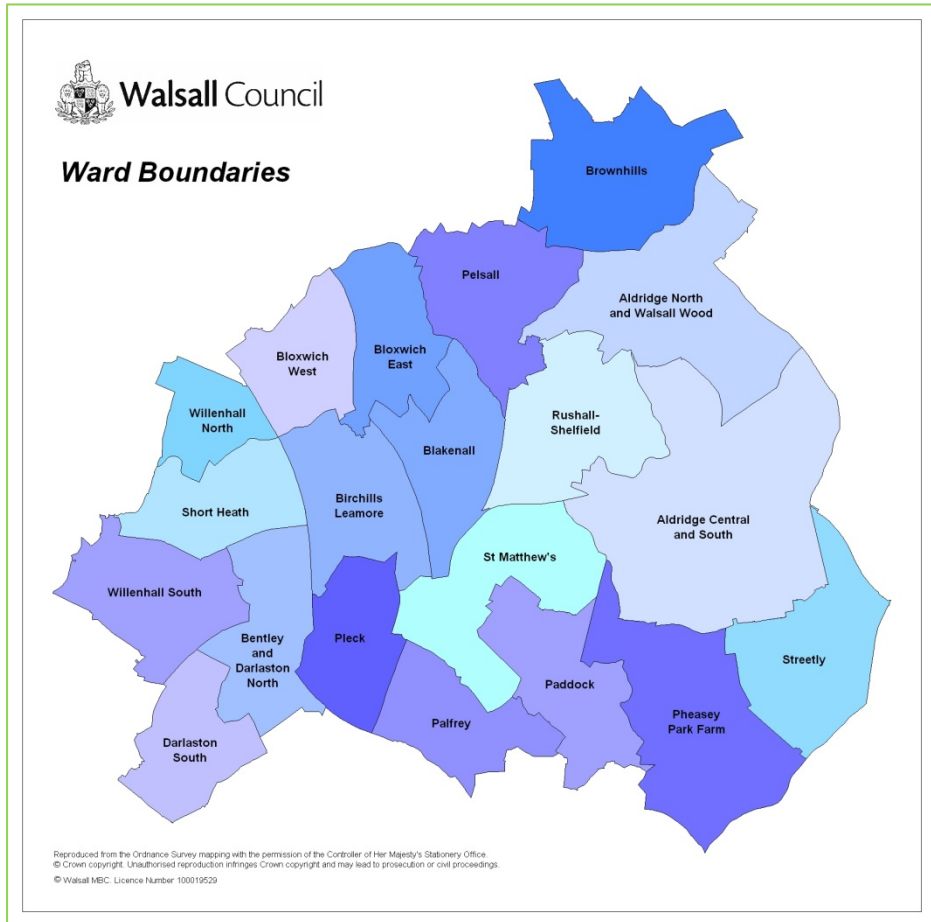 Walsall Council
Ward Boundaries
Brownhills
Pelsall
Aldridge North
and Walsall Wood
Bloxwich
West
Bloxwich
East
Willenhall
North
Rushall-
Shelfield
Blakenall
Birchills
Leamore
Short Heath
Aldridge Central
and South
St Matthew's
Willenhall South
Bentley
and
Darlaston
North
Pleck
Streetly
Paddock
Palfrey
Pheasey
Park Farm
Darlaston
South
Reproduced from the Ordnance Survey mapping with the permission of the Controller of Her Majesty's Stationery Office.
© Crown copyright. Unauthorised reproduction infringes Crown copyright and may lead to prosecution or civil proceedings.
© Walsall MBC. Licence Number 100019529